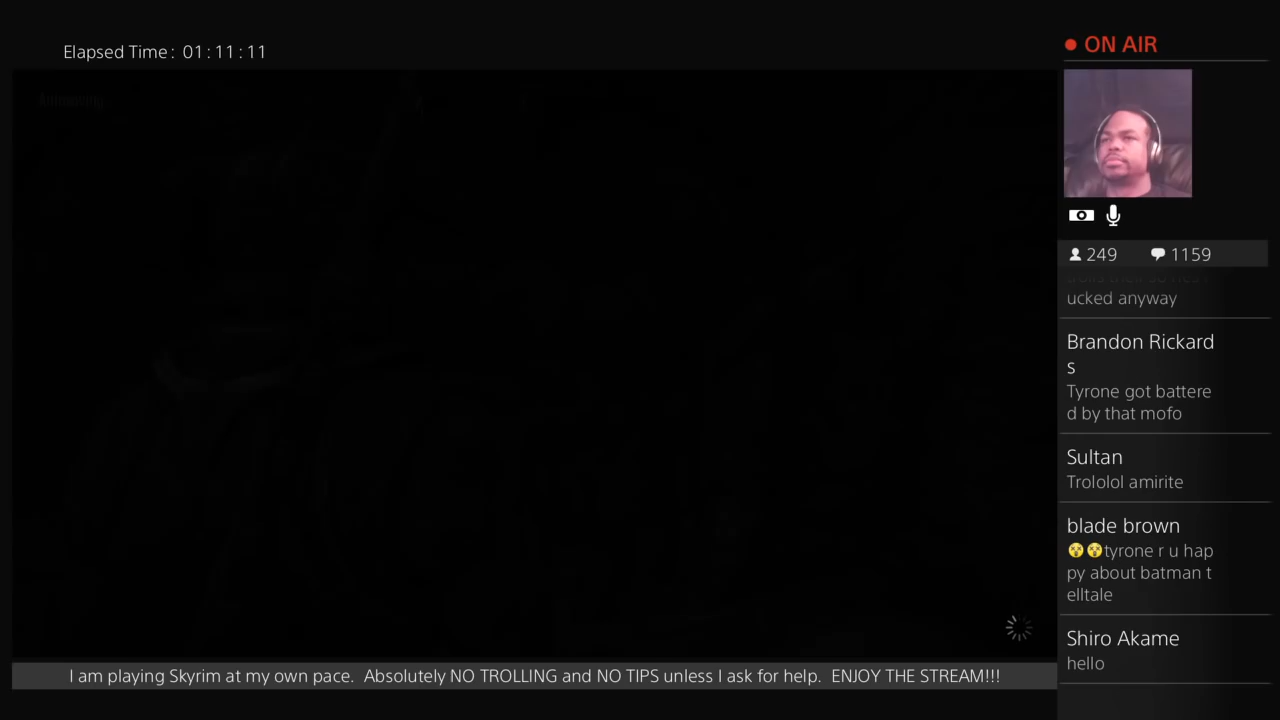 Elapsed Time: 01:11:11
ON AIR
249 1159
ucked anyway
Brandon Rickard
s
Tyrone got battere
d by that mofo
Sultan
Trololol amirite
blade brown
😵😵tyrone r u hap
py about batman t
elltale
Shiro Akame
hello
I am playing Skyrim at my own pace. Absolutely NO TROLLING and NO TIPS unless I ask for help. ENJOY THE STREAM!!!